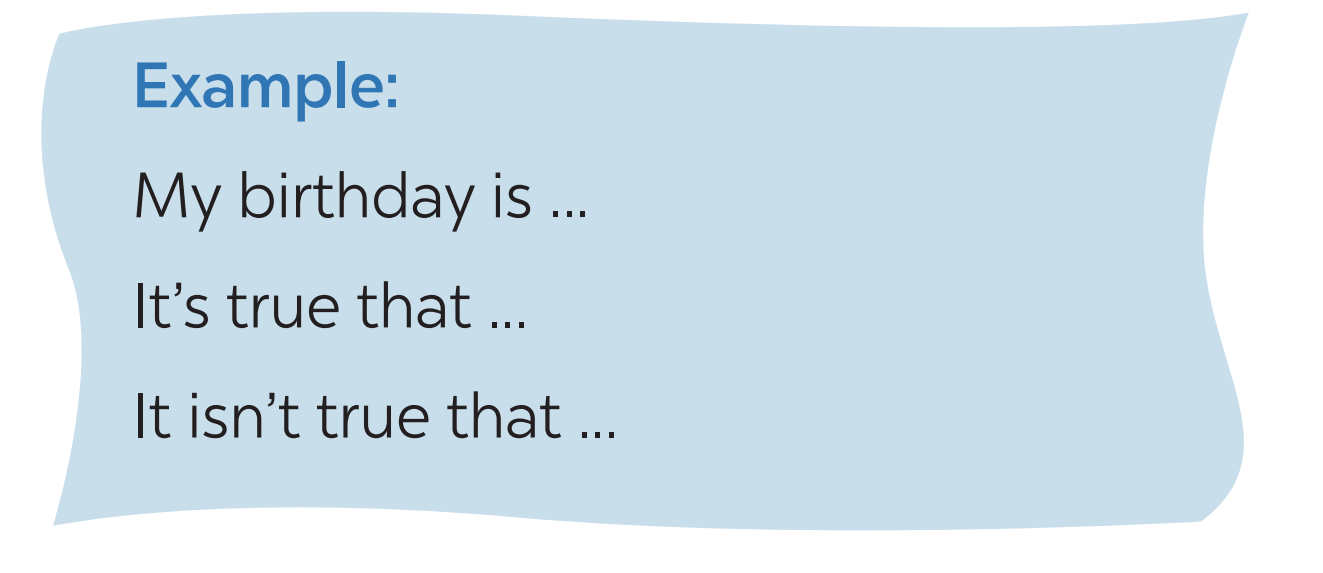 Example:
My birthday is ...
It’s true that ...
It isn’t true that ...